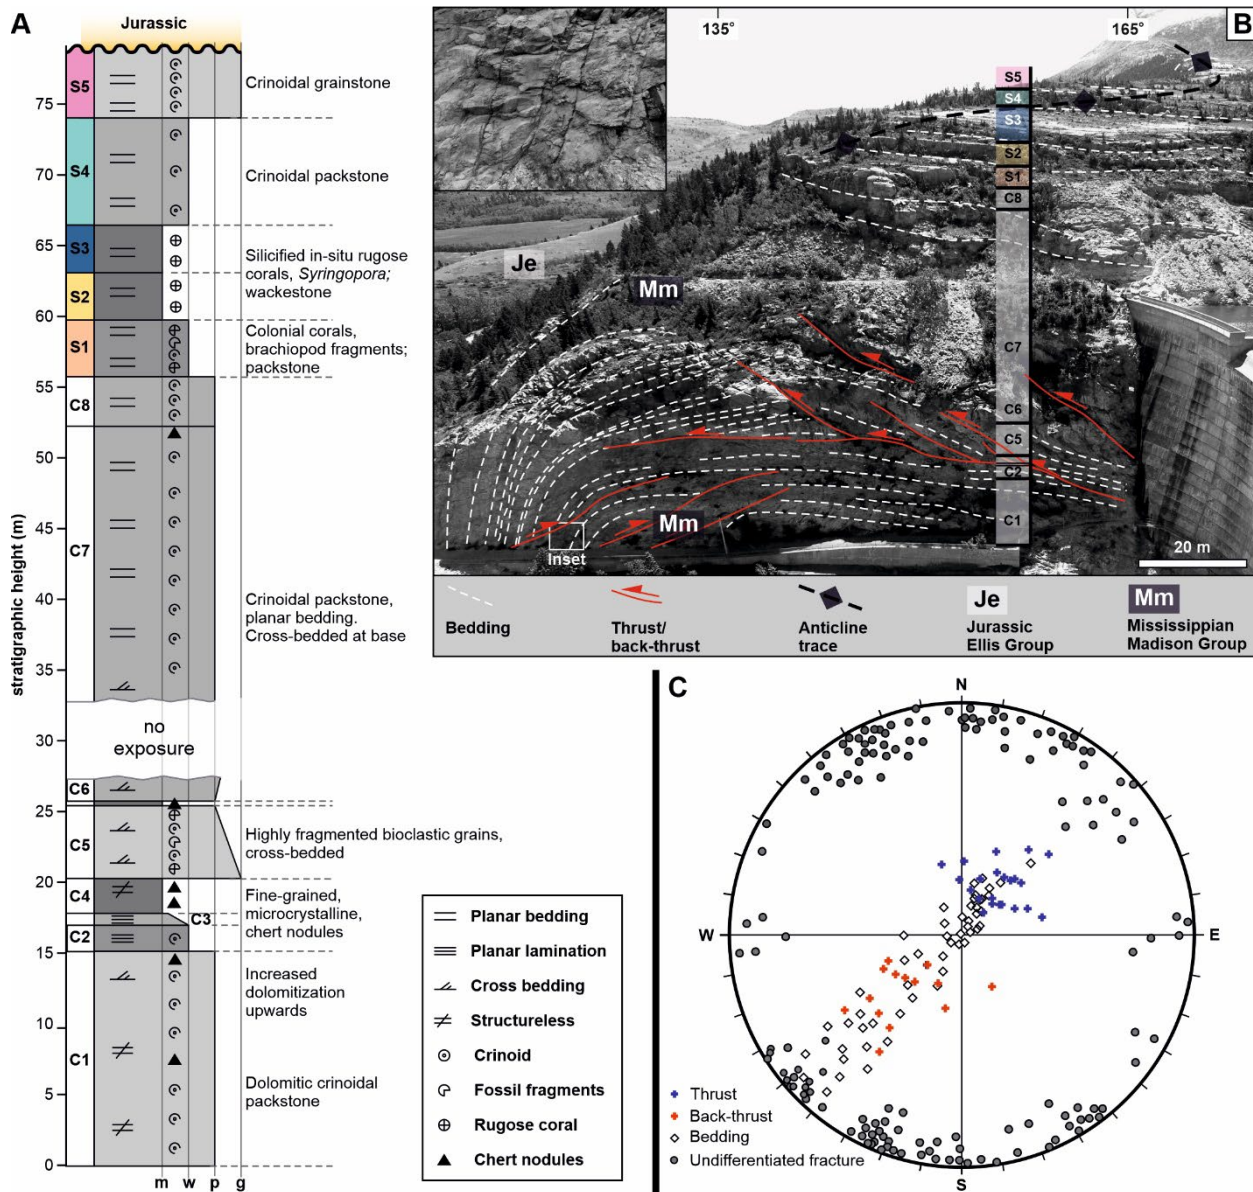 A
Jurassic
S5
Crinoidal grainstone
75
S4
Crinoidal packstone
70
S3
65
Silicified in-situ rugose
corals, Syringopora;
wackestone
S2
60
S1
Colonial corals,
brachiopod fragments;
packstone
55
C8
50
C7
45
40
Crinoidal packstone,
planar bedding.
Cross-bedded at base
35
stratigraphic height (m)
no
exposure
30
C6
25
C5
Highly fragmented bioclastic grains,
cross-bedded
20
C4
Fine-grained,
microcrystalline,
chert nodules
C3
C2
15
Increased
dolomitization
upwards
10
C1
5
Dolomitic crinoidal
packstone
0
m w p g
Planar bedding
Planar lamination
Cross bedding
Structureless
Crinoid
Fossil fragments
Rugose coral
Chert nodules
B
135°
165°
S5
S4
S3
S2
S1
C8
C7
C6
C5
C2
C1
Je
Mm
Mm
Inset
20 m
Bedding
Thrust/
back-thrust
Anticline
trace
Je
Jurassic
Ellis Group
Mm
Mississippian
Madison Group
C
N
W
E
S
Thrust
Back-thrust
Bedding
Undifferentiated fracture